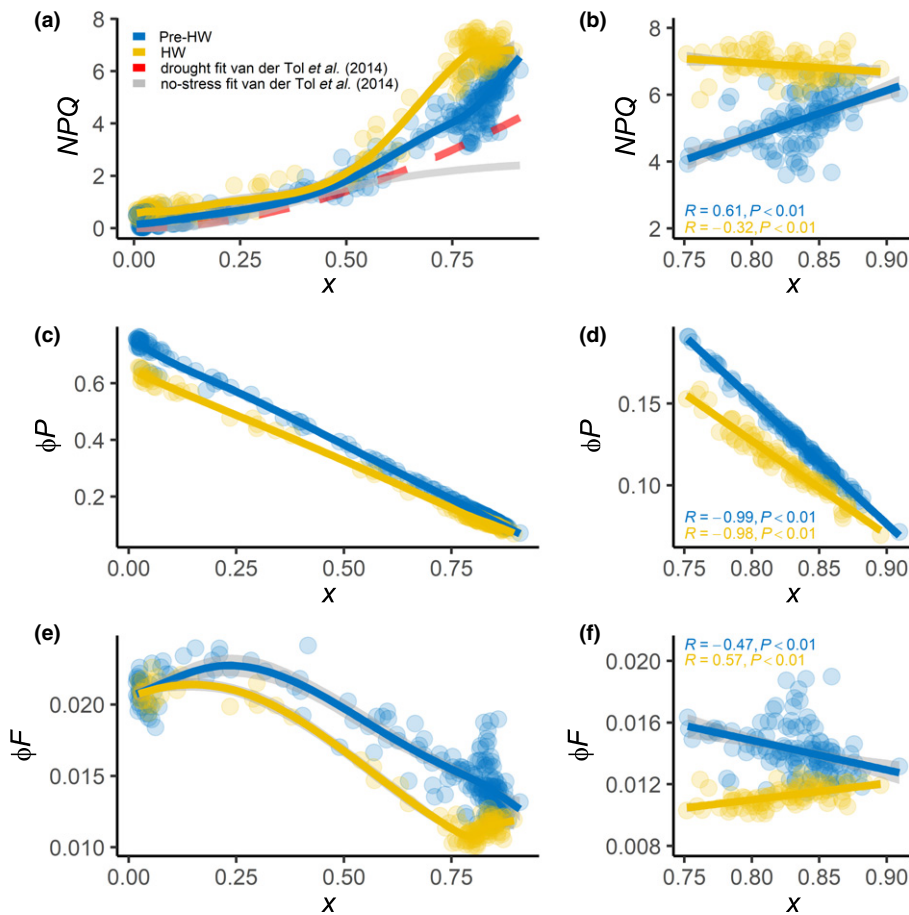 (a)
8
6
4
2
0
NPQ
Pre-HW
HW
drought fit van der Tol et al. (2014)
no-stress fit van der Tol et al. (2014)
0.00 0.25 0.50 0.75
x
(b)
8
6
4
2
NPQ
R = 0.61, P < 0.01
R = −0.32, P < 0.01
0.75 0.80 0.85 0.90
x
(c)
0.6
0.4
0.2
ϕP
0.00 0.25 0.50 0.75
x
(d)
0.15
0.10
ϕP
R = −0.99, P < 0.01
R = −0.98, P < 0.01
0.75 0.80 0.85 0.90
x
(e)
0.020
0.015
0.010
ϕF
0.00 0.25 0.50 0.75
x
(f)
R = −0.47, P < 0.01
R = 0.57, P < 0.01
0.020
0.016
0.012
0.008
ϕF
0.75 0.80 0.85 0.90
x